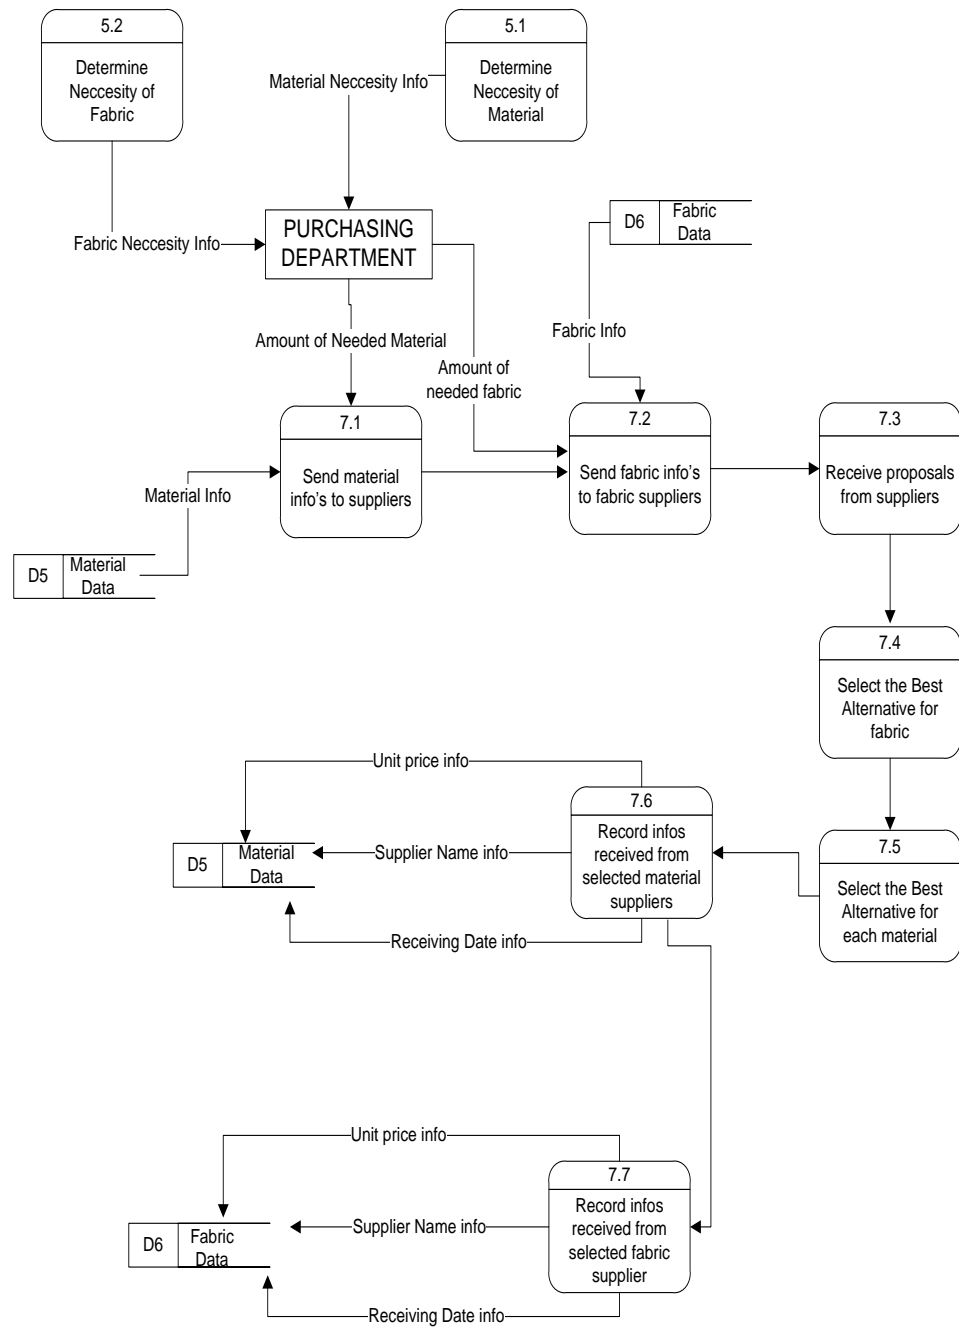 5.2
Determine
Neccesity of
Fabric
5.1
Determine
Neccesity of
Material
Material Neccesity Info
PURCHASING
DEPARTMENT
Fabric Neccesity Info
D6
Fabric
Data
Amount of Needed Material
Fabric Info
Amount of
needed fabric
7.1
Send material
info's to suppliers
7.2
Send fabric info's
to fabric suppliers
7.3
Receive proposals
from suppliers
Material Info
D5
Material
Data
7.4
Select the Best
Alternative for
fabric
Unit price info
7.6
Record infos
received from
selected material
suppliers
7.5
Select the Best
Alternative for
each material
D5
Material
Data
Supplier Name info
Receiving Date info
Unit price info
7.7
Record infos
received from
selected fabric
supplier
D6
Fabric
Data
Supplier Name info
Receiving Date info